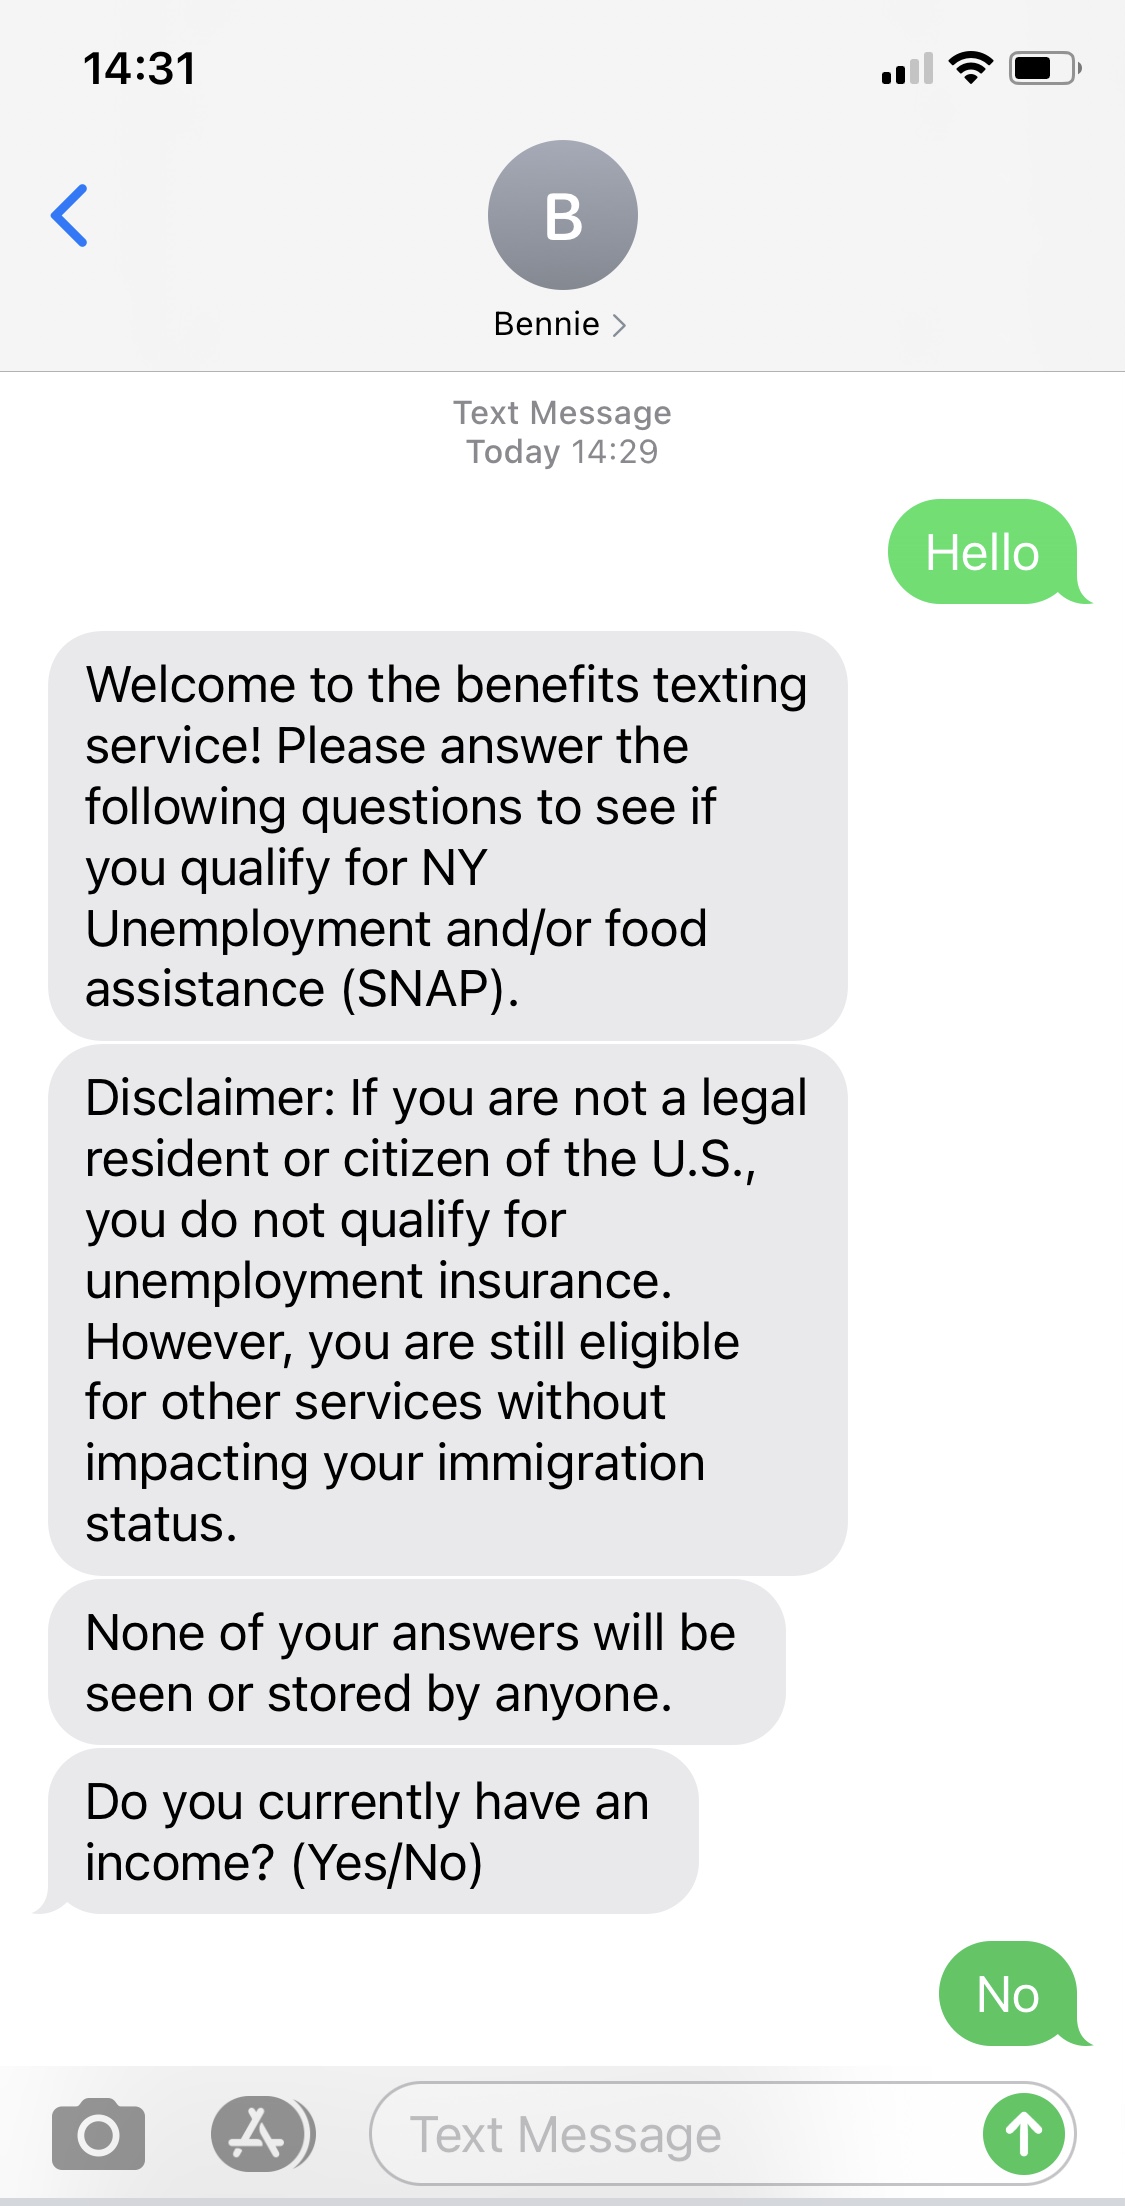 14:31
B
Bennie
Text Message
Today 14:29
Hello
Welcome to the benefits texting
service! Please answer the
following questions to see if
you qualify for NY
Unemployment and/or food
assistance (SNAP).
Disclaimer: If you are not a legal
resident or citizen of the U.S.,
you do not qualify for
unemployment insurance.
However, you are still eligible
for other services without
impacting your immigration
status.
None of your answers will be
seen or stored by anyone.
Do you currently have an
income? (Yes/No)
No
Text Message